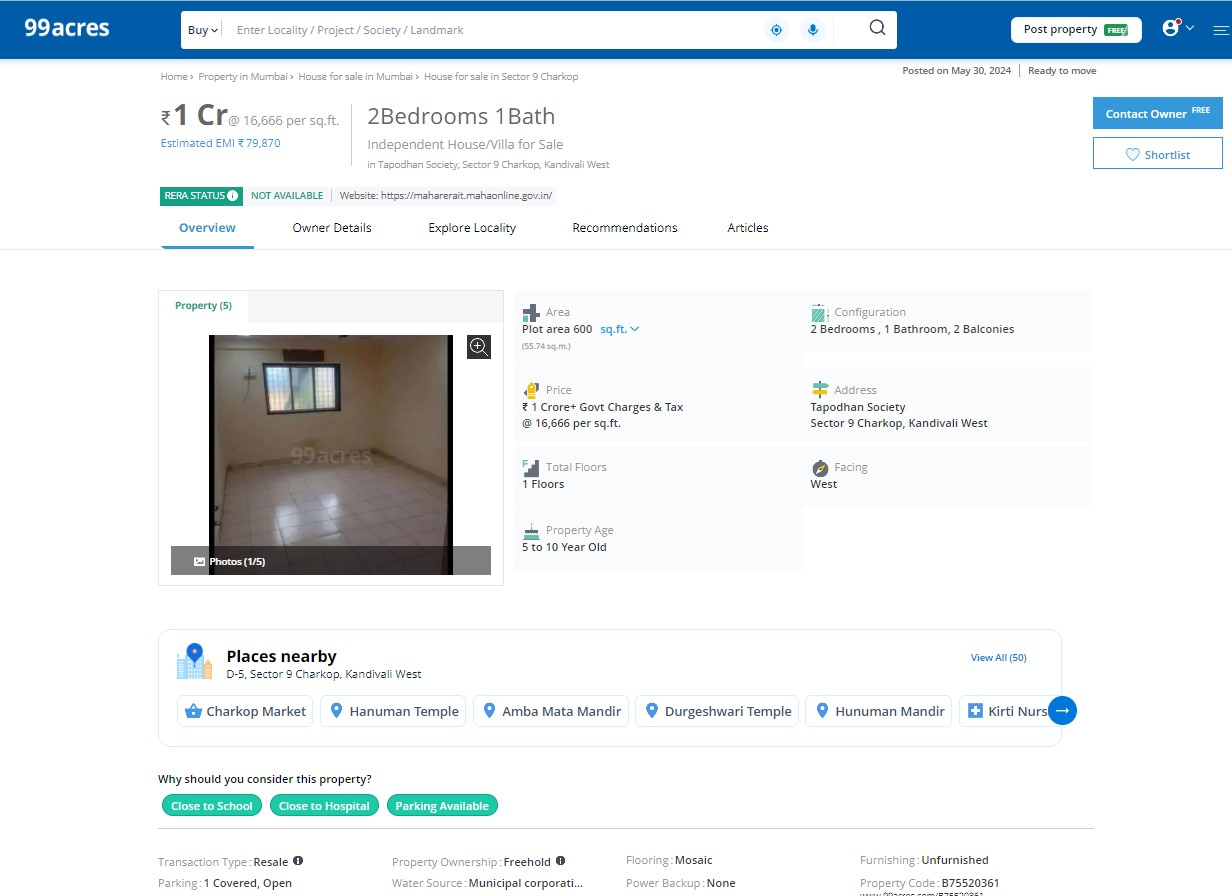 99acres
Buy
Enter Locality / Project / Society / Landmark
Post property FREE
Home › Property in Mumbai › House for sale in Mumbai › House for sale in Sector 9 Charkop
Posted on May 30, 2024 | Ready to move
₹ 1 Cr @ 16,666 per sq.ft.
Estimated EMI ₹ 79,870
2Bedrooms 1Bath
Independent House/Villa for Sale
in Tapodhan Society, Sector 9 Charkop, Kandivali West
Contact Owner FREE
Shortlist
RERA STATUS NOT AVAILABLE | Website: https://maharerait.mahaonline.gov.in/
Overview Owner Details Explore Locality Recommendations Articles
Property (5)
99acres
Photos (1/5)
Area
Plot area 600 sq.ft.
(55.74 sq.m.)
Configuration
2 Bedrooms , 1 Bathroom, 2 Balconies
Price
₹ 1 Crore+ Govt Charges & Tax
@ 16,666 per sq.ft.
Address
Tapodhan Society
Sector 9 Charkop, Kandivali West
Total Floors
1 Floors
Facing
West
Property Age
5 to 10 Year Old
Places nearby
D-5, Sector 9 Charkop, Kandivali West
View All (50)
Charkop Market Hanuman Temple Amba Mata Mandir Durgeshwari Temple Hunuman Mandir Kirti Nurs
Why should you consider this property?
Close to School Close to Hospital Parking Available
Transaction Type : Resale Property Ownership : Freehold Flooring : Mosaic Furnishing : Unfurnished
Parking : 1 Covered, Open Water Source : Municipal corporati... Power Backup : None Property Code : B75520361
www.99acres.com/B75520361